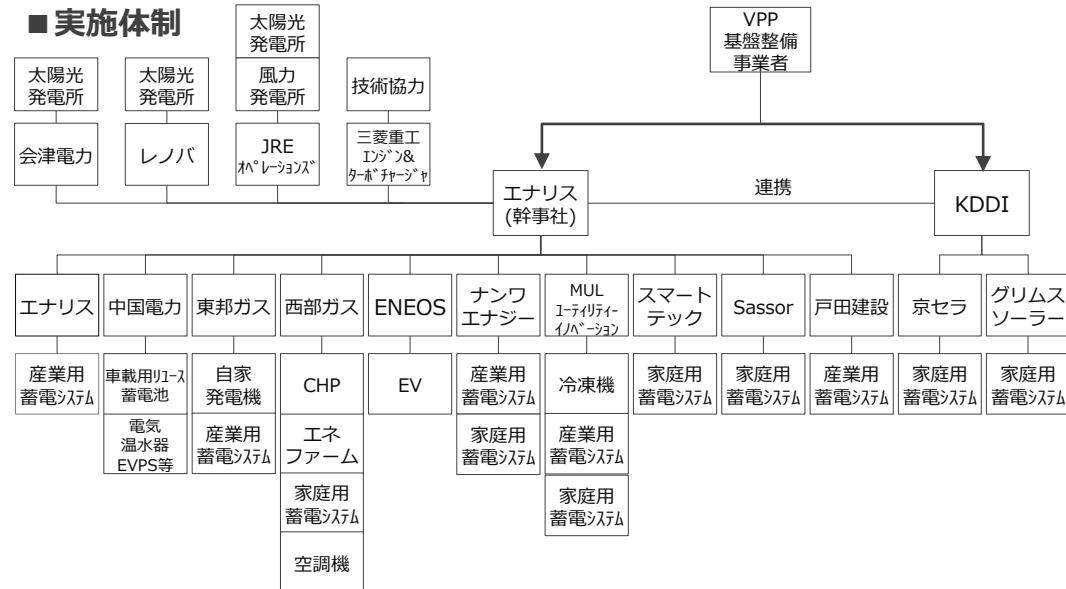 ■実施体制
太陽光
発電所
太陽光
発電所
太陽光
発電所
風力
発電所
技術協力
VPP
基盤整備
事業者
会津電力
レノバ
JRE
ｵﾍﾟﾚｰｼｮﾝｽﾞ
三菱重工
ｴﾝｼﾞﾝ&
ﾀｰﾎﾞﾁｬｰｼﾞｬ
エナリス
(幹事社)
連携
KDDI
エナリス
中国電力
東邦ガス
西部ガス
ENEOS
ナンワ
エナジー
MUL
ﾕｰﾃｨﾘﾃｨｰ
ｲﾉﾍﾞｰｼｮﾝ
スマート
テック
Sassor
戸田建設
京セラ
グリムス
ソーラー
産業用
蓄電ｼｽﾃﾑ
車載用ﾘﾕｰｽ
蓄電池
電気
温水器
EVPS等
自家
発電機
産業用
蓄電ｼｽﾃﾑ
CHP
エネ
ファーム
家庭用
蓄電ｼｽﾃﾑ
空調機
EV
産業用
蓄電ｼｽﾃﾑ
家庭用
蓄電ｼｽﾃﾑ
冷凍機
産業用
蓄電ｼｽﾃﾑ
家庭用
蓄電ｼｽﾃﾑ
家庭用
蓄電ｼｽﾃﾑ
家庭用
蓄電ｼｽﾃﾑ
産業用
蓄電ｼｽﾃﾑ
家庭用
蓄電ｼｽﾃﾑ
家庭用
蓄電ｼｽﾃﾑ